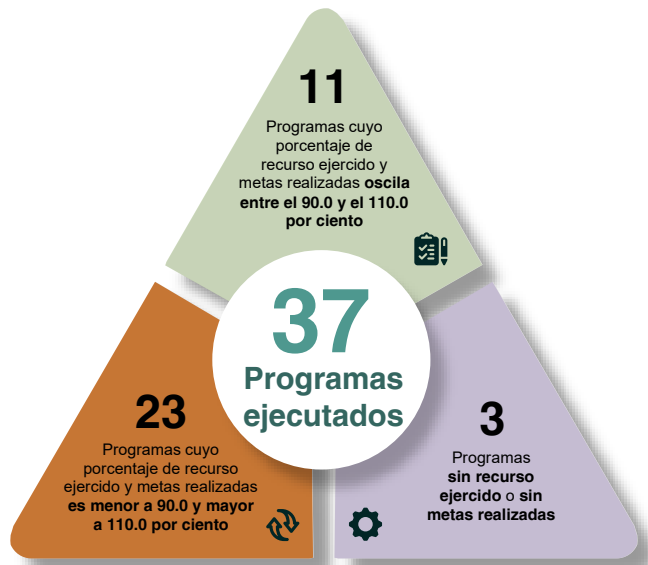 11
Programas cuyo
porcentaje de
recurso ejercido y
metas realizadas oscila
entre el 90.0 y el 110.0
por ciento
37
Programas
ejecutados
23
Programas cuyo
porcentaje de recurso
ejercido y metas realizadas
es menor a 90.0 y mayor
a 110.0 por ciento
3
Programas
sin recurso
ejercido o sin
metas realizadas